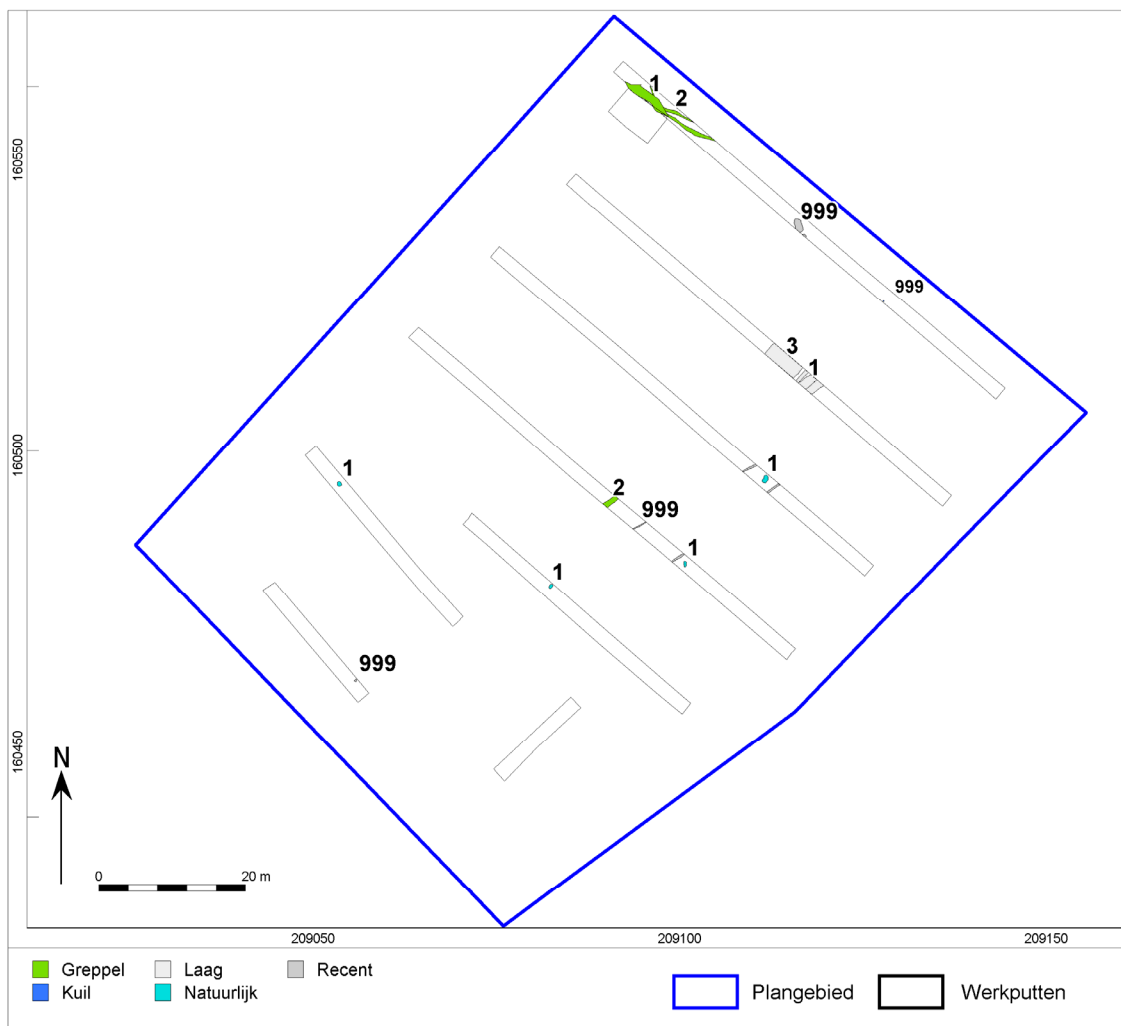 1
2
160550
999
999
3
1
160500
1
1
2
999
1
1
999
160450
N
0 20 m
209050 209100 209150
Greppel Laag Recent
Kuil Natuurlijk
Plangebied Werkputten